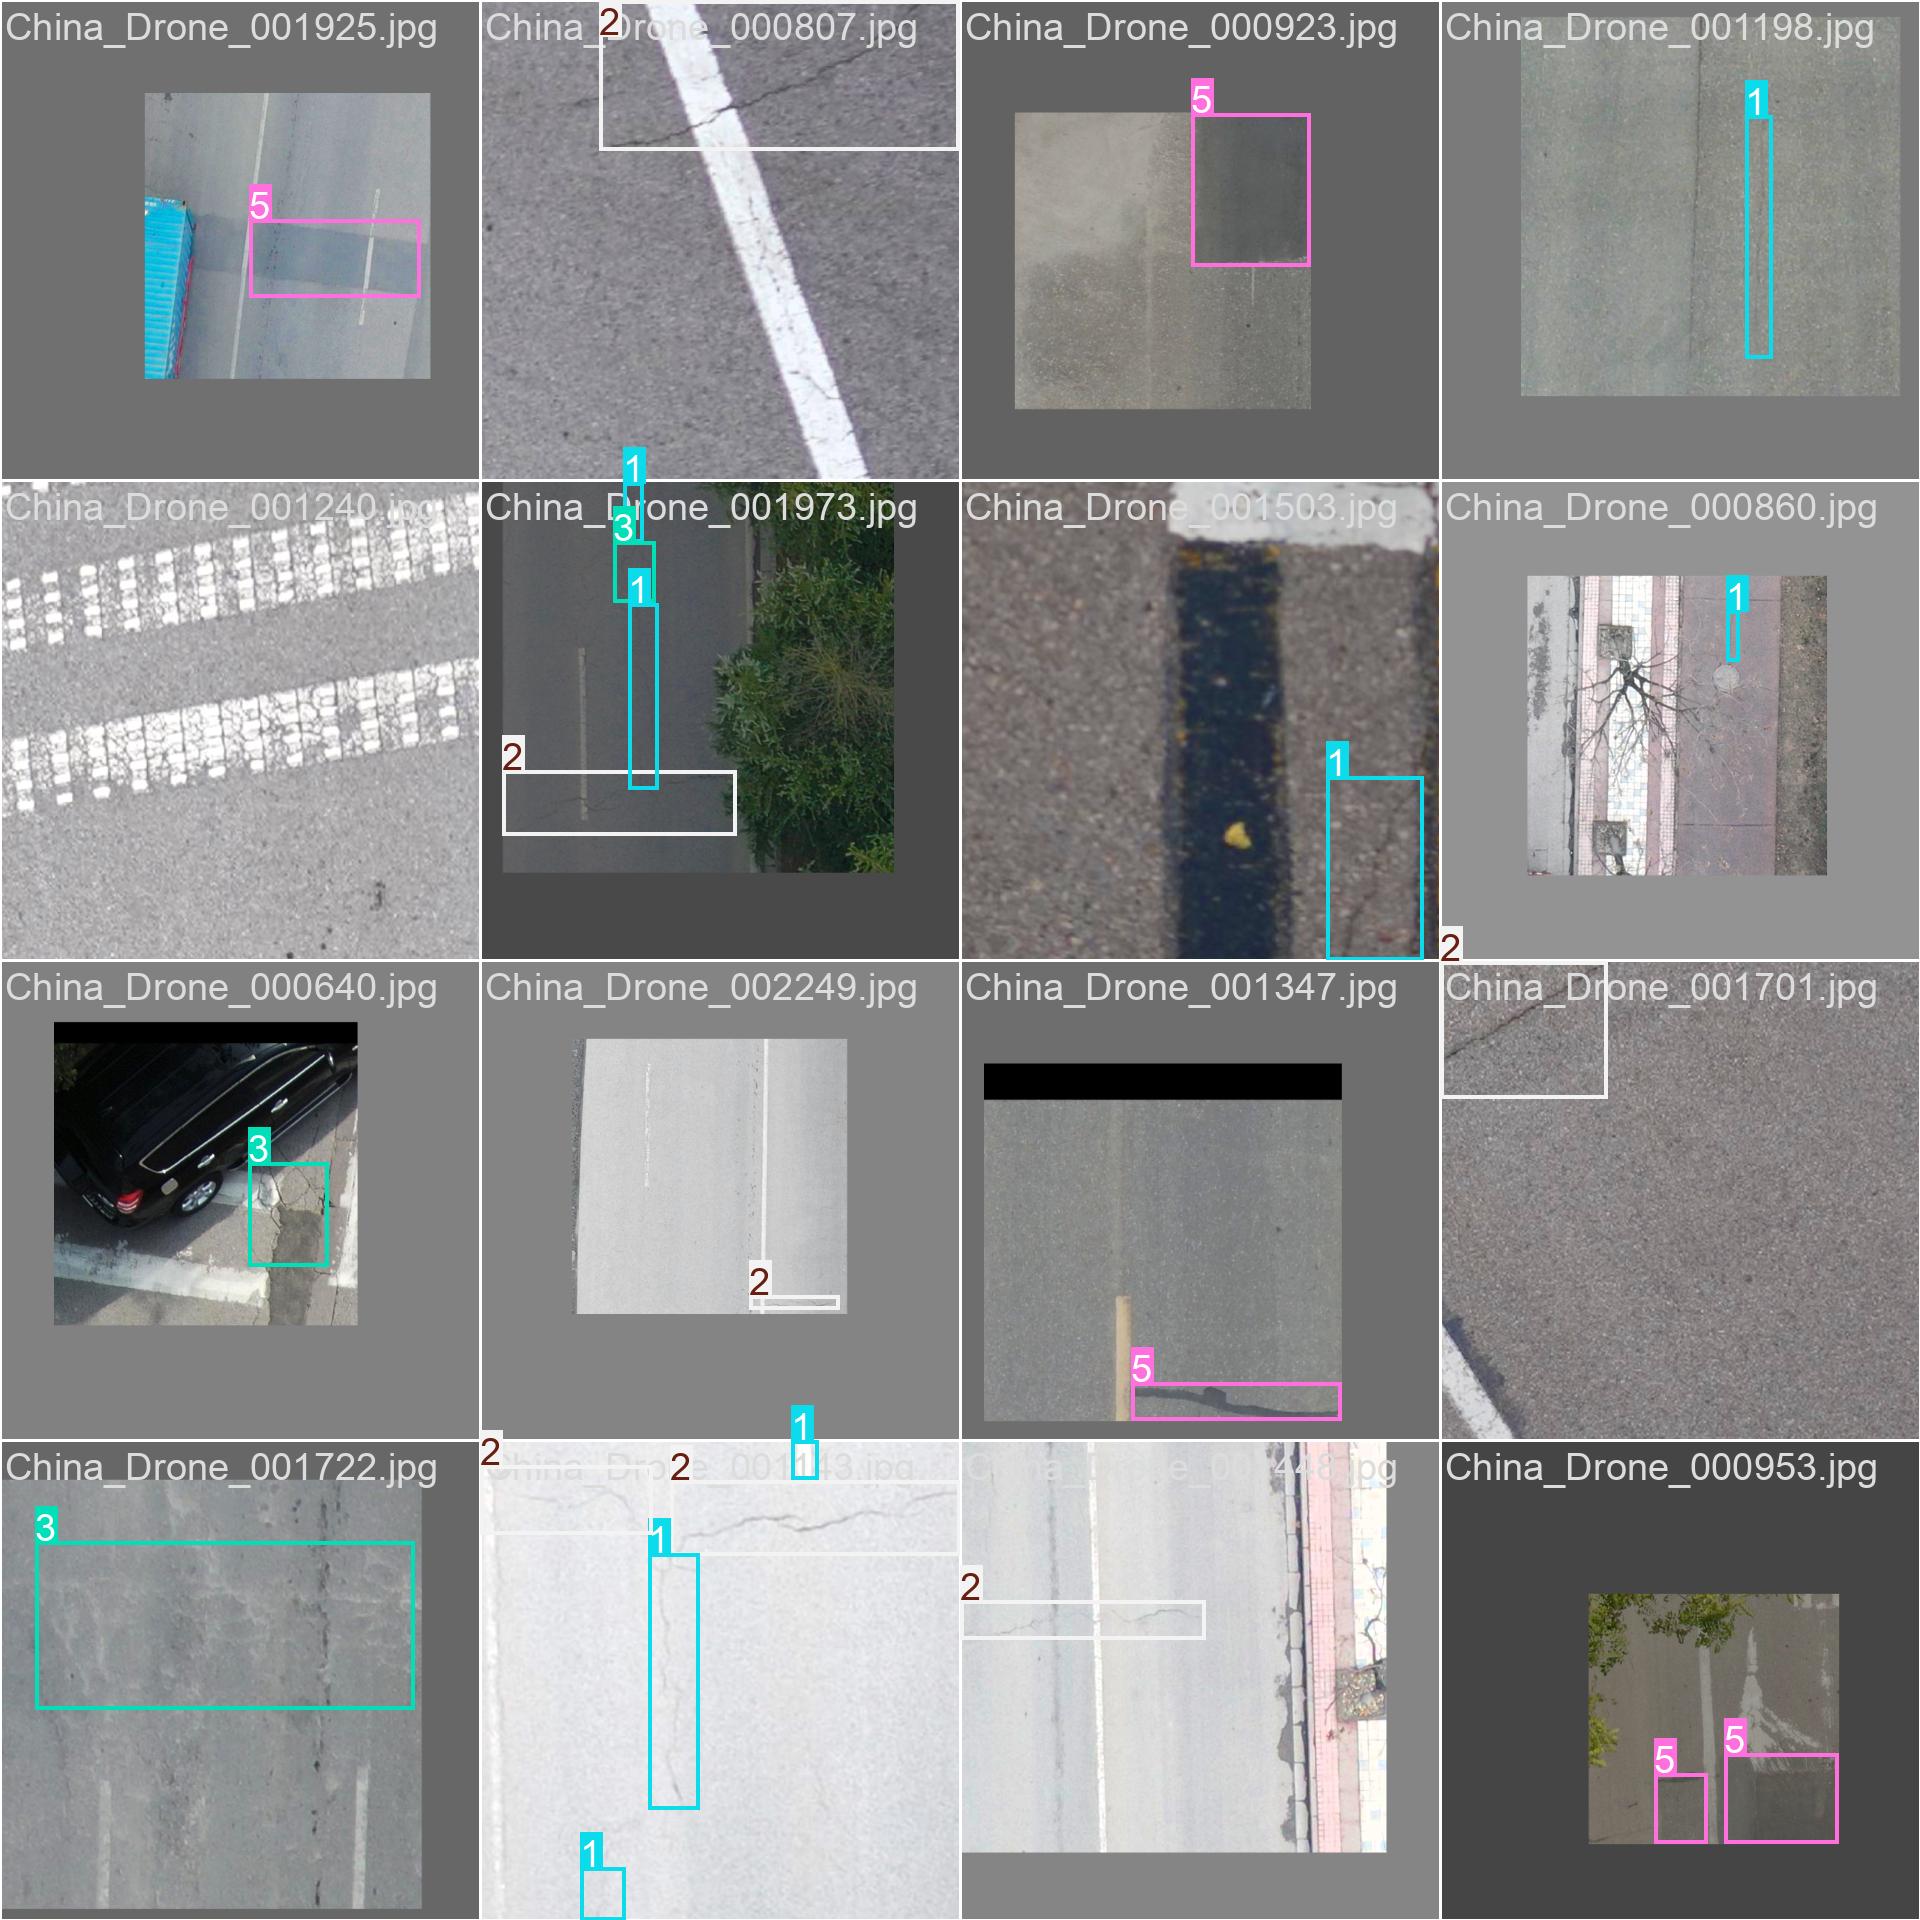 China_Drone_001925.jpg
China_Drone_000807.jpg
China_Drone_000923.jpg
China_Drone_001198.jpg
2
5
5
1
China_Drone_001240.jpg
China_Drone_001973.jpg
China_Drone_001503.jpg
China_Drone_000860.jpg
1
3
1
2
1
1
China_Drone_000640.jpg
China_Drone_002249.jpg
China_Drone_001347.jpg
China_Drone_001701.jpg
2
3
2
5
China_Drone_001722.jpg
China_Drone_000953.jpg
3
2
2
1
1
1
2
5
5